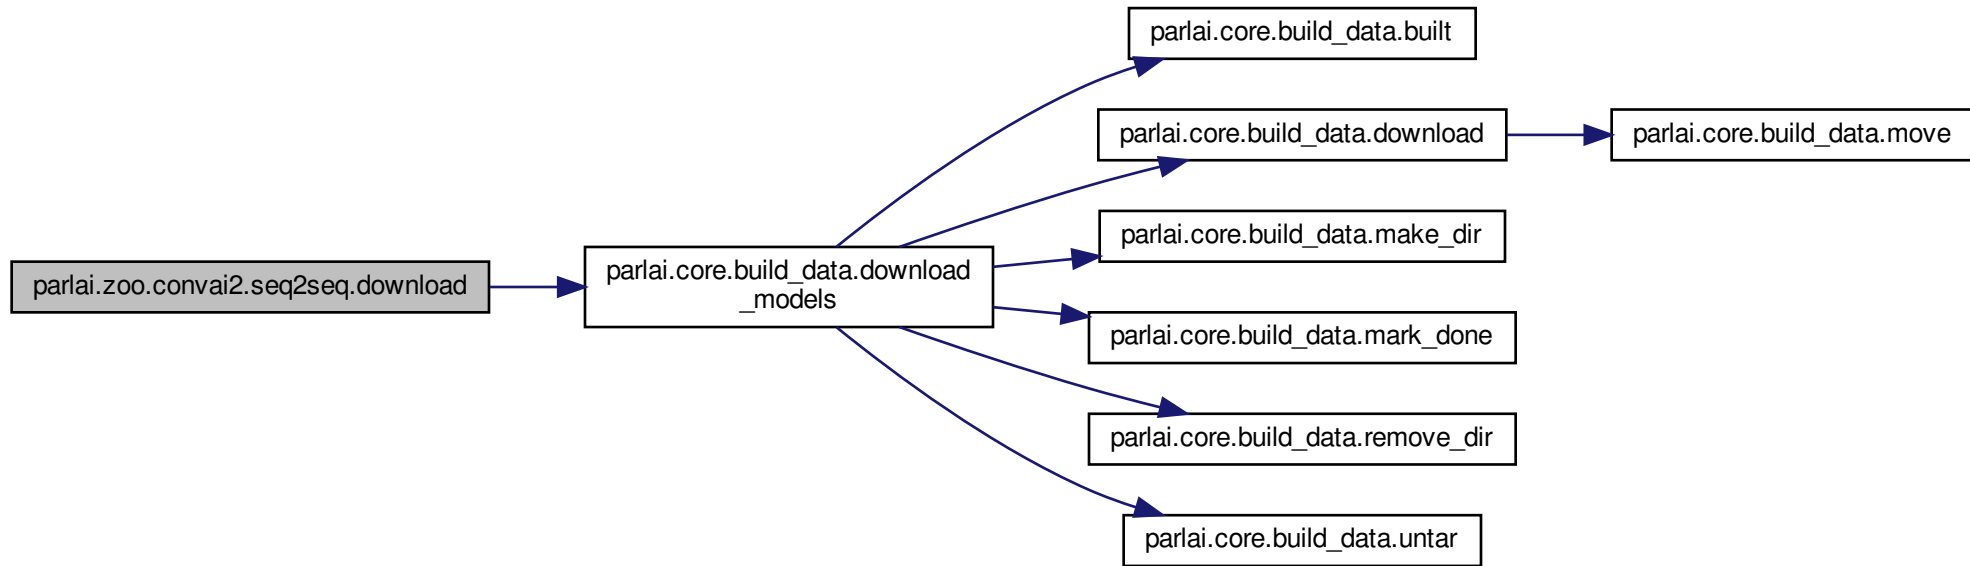 parlai.zoo.convai2.seq2seq.download
parlai.core.build_data.download
_models
parlai.core.build_data.built
parlai.core.build_data.download
parlai.core.build_data.move
parlai.core.build_data.make_dir
parlai.core.build_data.mark_done
parlai.core.build_data.remove_dir
parlai.core.build_data.untar